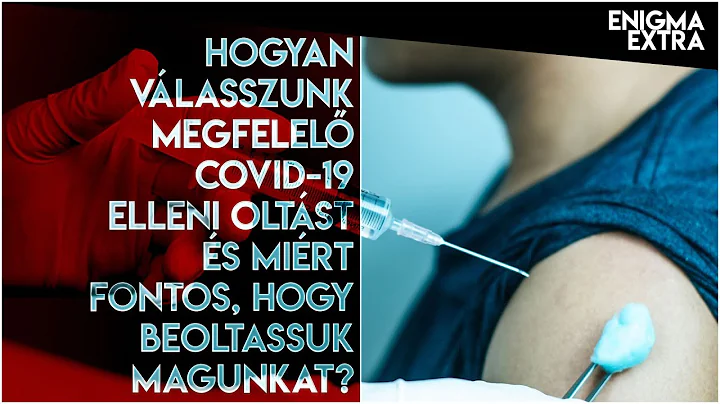 ENIGMA
EXTRA
HOGYAN
VÁLASSZUNK
MEGFELELŐ
COVID-19
ELLENI OLTÁST
ÉS MIÉRT
FONTOS, HOGY
BEOLTASSUK
MAGUNKAT?